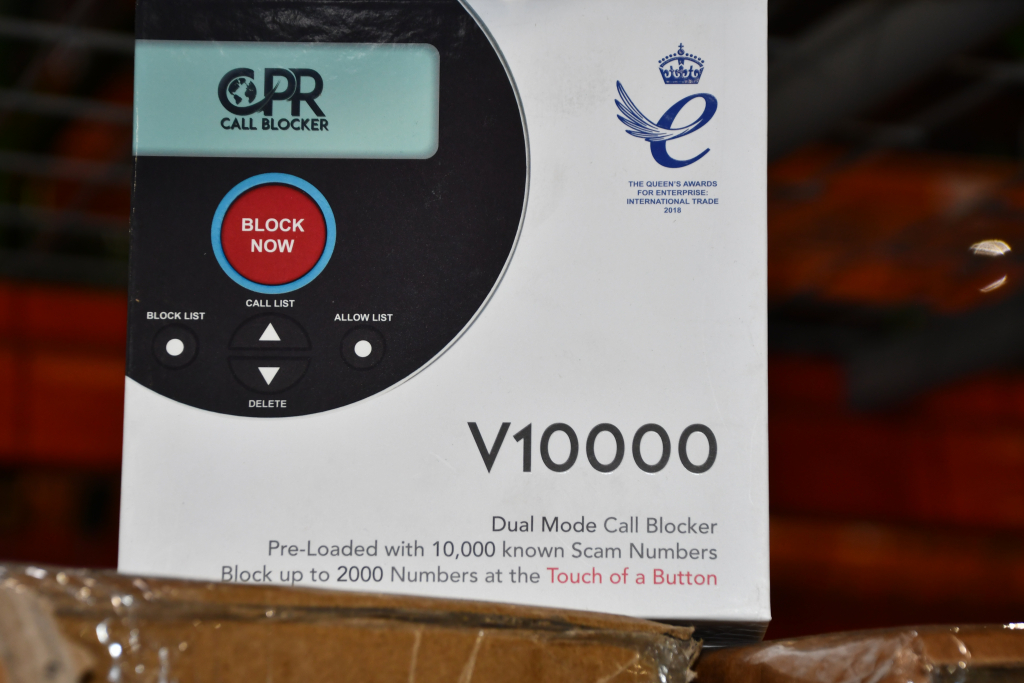 CPR
CALL BLOCKER
THE QUEEN'S AWARDS
FOR ENTERPRISE:
INTERNATIONAL TRADE
2018
BLOCK
NOW
CALL LIST
BLOCK LIST
ALLOW LIST
DELETE
V10000
Dual Mode Call Blocker
Pre-Loaded with 10,000 known Scam Numbers
Block up to 2000 Numbers at the Touch of a Button